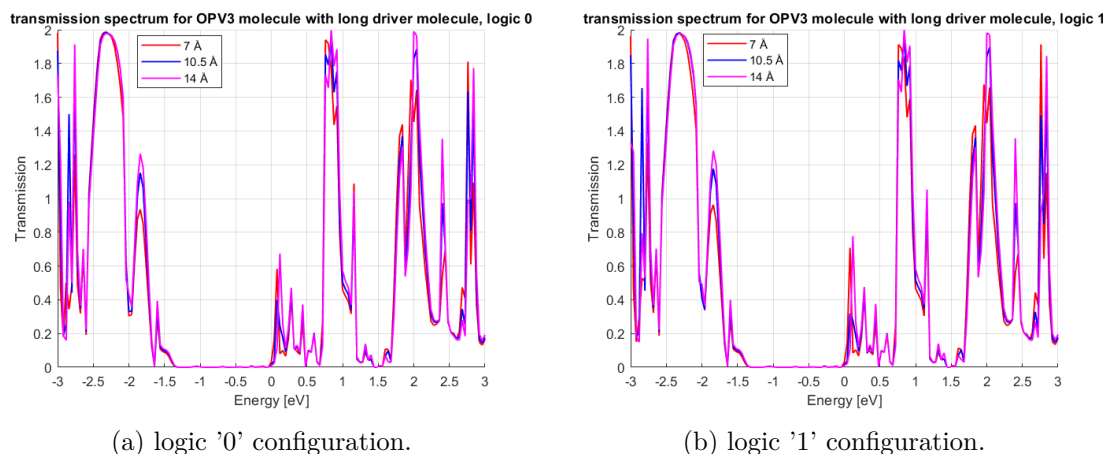 transmission spectrum for OPV3 molecule with long driver molecule, logic 0
7 Å
10.5 Å
14 Å
Transmission
2
1.8
1.6
1.4
1.2
1
0.8
0.6
0.4
0.2
0
-3 -2.5 -2 -1.5 -1 -0.5 0 0.5 1 1.5 2 2.5 3
Energy [eV]
(a) logic '0' configuration.
transmission spectrum for OPV3 molecule with long driver molecule, logic 1
7 Å
10.5 Å
14 Å
Transmission
2
1.8
1.6
1.4
1.2
1
0.8
0.6
0.4
0.2
0
-3 -2.5 -2 -1.5 -1 -0.5 0 0.5 1 1.5 2 2.5 3
Energy [eV]
(b) logic '1' configuration.